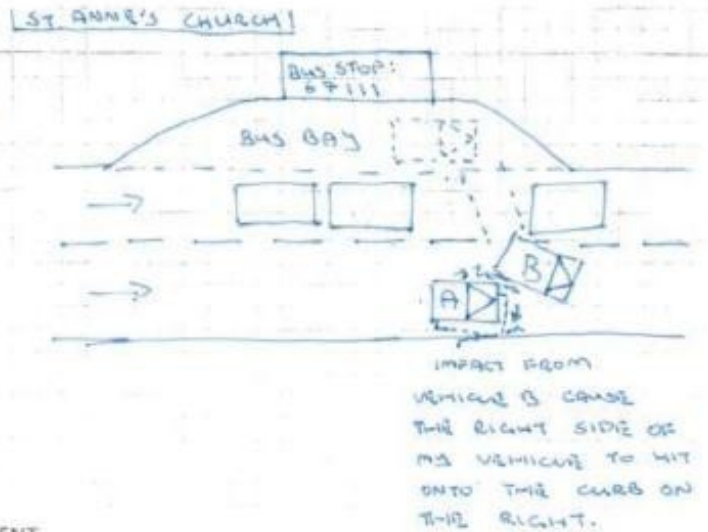 ST ANNE'S CHURCH
BUS STOP:
67111
BUS BAY
B
A
IMPACT FROM
VEHICLE B CAUSE
THE RIGHT SIDE OF
MY VEHICLE TO HIT
ONTO THE CURB ON
THE RIGHT.